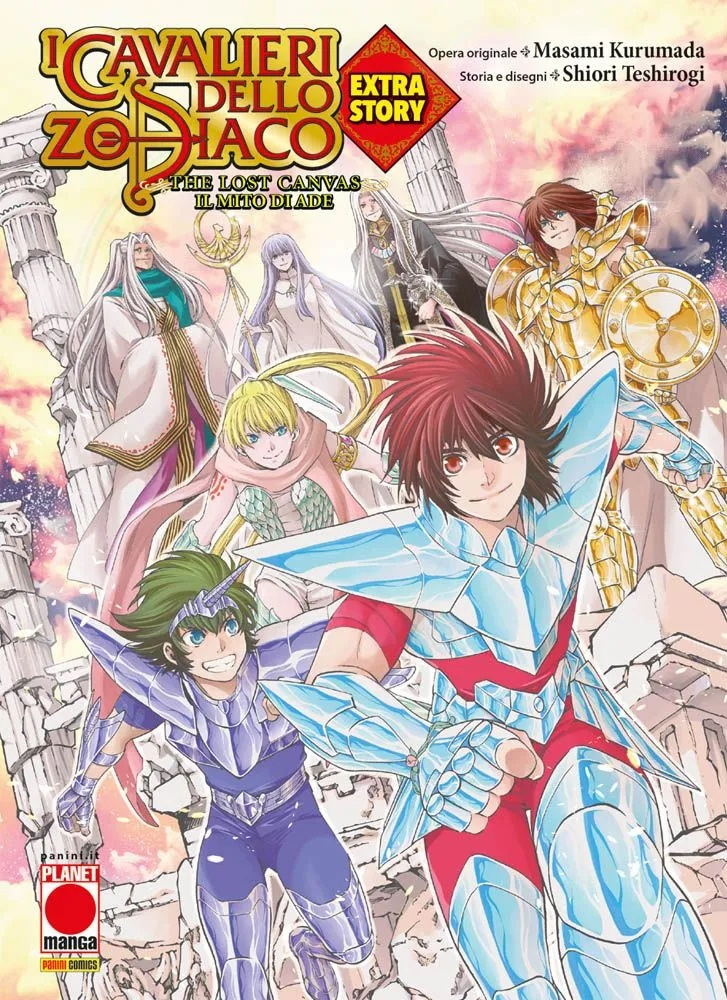 I CAVALIERI
DELLO
ZODIACO
EXTRA
STORY
THE LOST CANVAS
IL MITO DI ADE
Opera originale ✧ Masami Kurumada
Storia e disegni ✧ Shiori Teshirogi
panini.it
PLANET
manga
PANINI COMICS